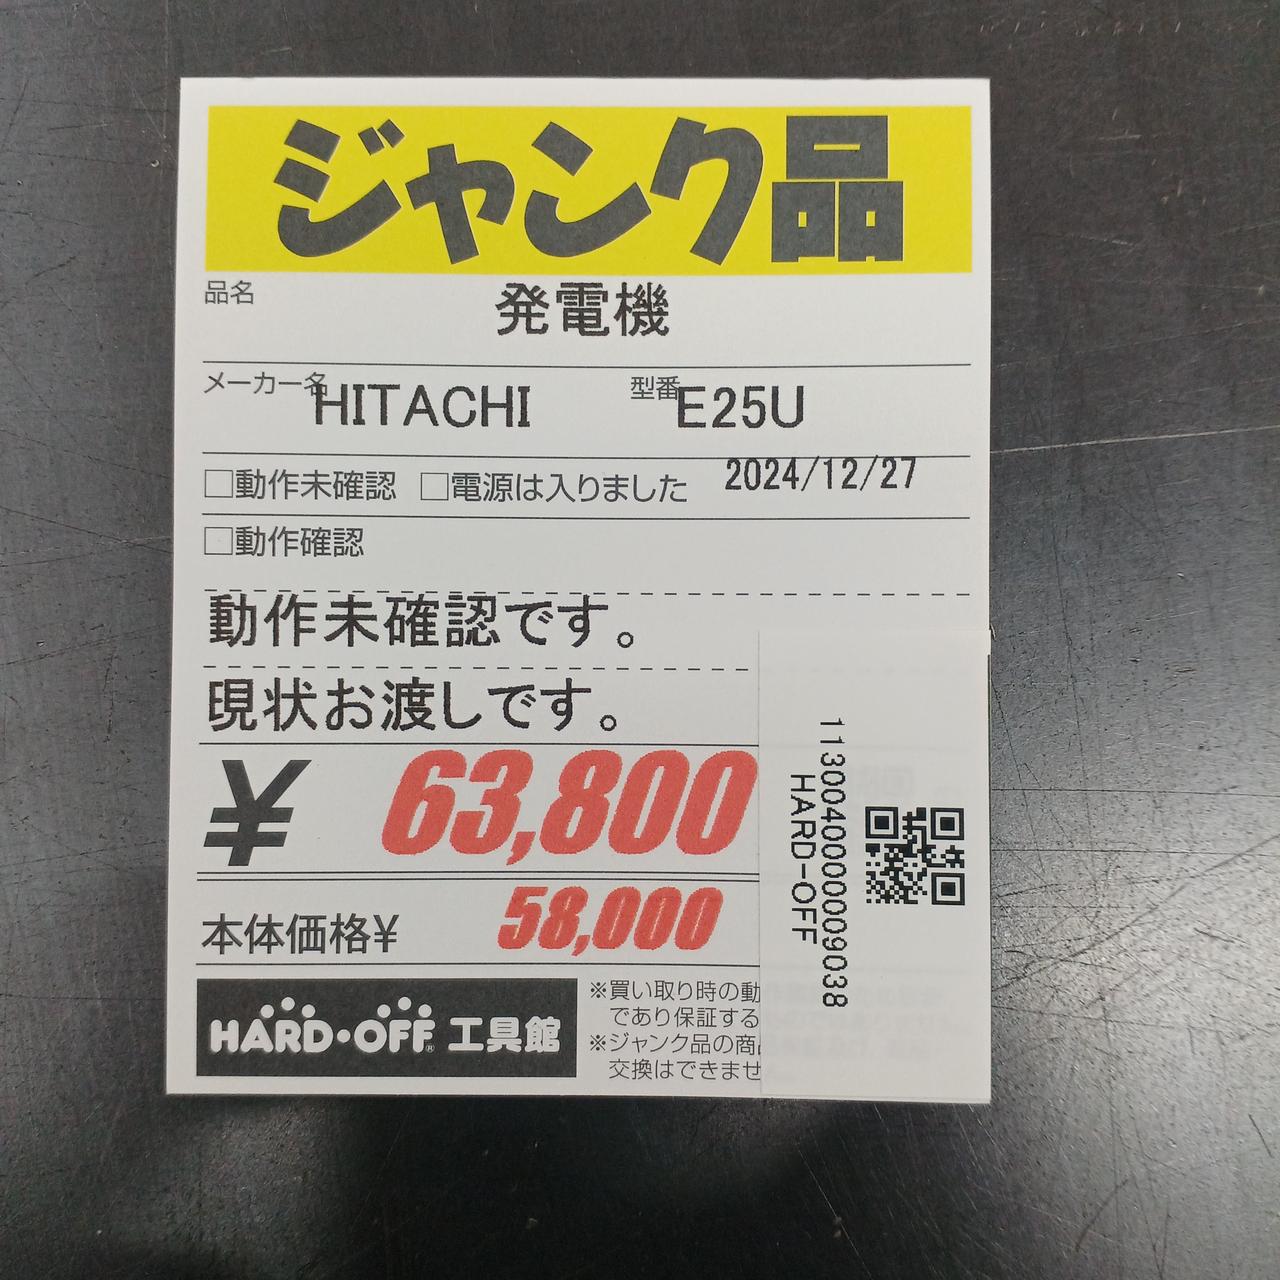 ジャンク品
品名 発電機
メーカー名 HITACHI 型番 E25U
□動作未確認 □電源は入りました 2024/12/27
□動作確認
動作未確認です。
現状お渡しです。
¥ 63,800
本体価格¥ 58,000
HARD・OFF® 工具館
※買い取り時の動
であり保証する
※ジャンク品の商
交換はできませ
1130040000009038
HARD-OFF